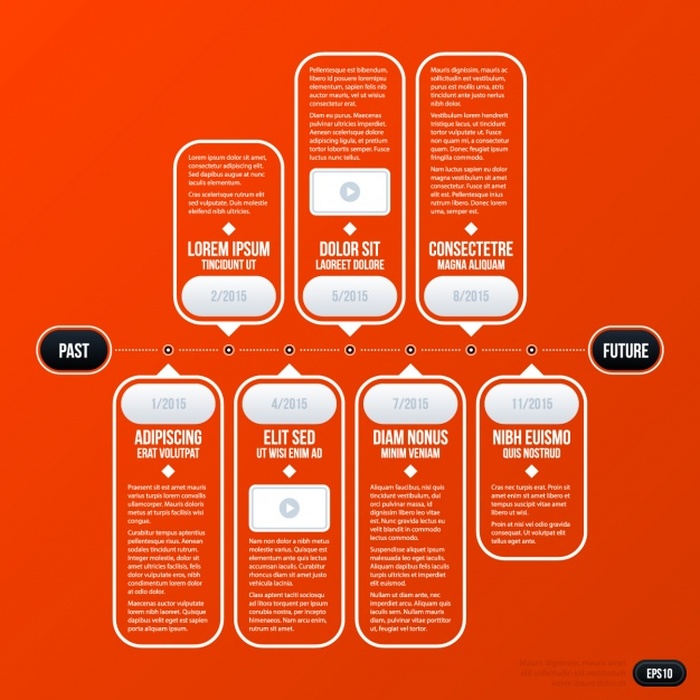 Pellentesque est bibendum,
libero id posuere loremipsu
elementum, sapien felis nib
auctor mauris, vel ut wisius
consectetur erat.
Diam eu purus. Maecenas
pulvinar ultricies imperdiet.
Aenean scelerisque dolore
adipiscing ligula, et pretium
tortor lobortis semper. Fusce
luctus nunc tellus.
DOLOR SIT
LAOREET DOLORE
5/2015
Mauris dignissim, mauris ac
sollicitudin est vestibulum,
purus est mollis urna, atris
tincidunt ante justo rutrum
nibh dolor.
Vestibulum lorem hendrerit
tristique lacus, ut tincidunt
tortor vulputate ut. Fusce
non quam mi, a consectetur
quam. Donec feugiat ipsum
fringilla commodo.
Nam luctus sapien eu dolor
magna vestibulum sit amet
consectetur. Fusce sit amet
elit est. Pellentesque inius
rutrum libero. Donec lorem
urna, semper est.
CONSECTETRE
MAGNA ALIQUAM
8/2015
Lorem ipsum dolor sit amet,
consectetur adipiscing elit.
Sed dapibus augue at nunc
iaculis elementum.
Cras scelerisque rutrum elit
sed vulputate. Duis molestie
eleifend nibh ultricies.
LOREM IPSUM
TINCIDUNT UT
2/2015
PAST
FUTURE
1/2015
ADIPISCING
ERAT VOLUTPAT
Praesent sit est amet mauris
varius turpis lorem convallis
ullamcorper. Mauris doloris
metus at turpis facilisis wisi
congue.
Curabitur tempus aptentius
pellentesque risus. Aenean
sodales tincidunt rutrum.
Integer molestie, dolor sit
amet ultricies facilisis, felis
dolor vulputate eros, nibh
condimentum lorem dolor
at odio.
Maecenas auctor vulputate
lorem nibh laoreet. Quisque
dapibus velit eget est sapien
porta aliquam ipsum.
4/2015
ELIT SED
UT WISI ENIM AD
Nam non dolor a nibh metus
molestie varius. Quisque est
elementum ante quis lectus
accumsan iaculis. Curabitur
rhoncus diam sit amet justo
vehicula lacinia.
Class aptent taciti sociosqu
ad litora torquent per ipsum
conubia nostra, per incepto
himenaeos. Nam arcu enim,
rutrum sit amet.
7/2015
DIAM NONUS
MINIM VENIAM
Aliquam faucibus, nisi quis
tincidunt vestibulum, dui
orci pulvinar massa, id
dignissim libero leo vitae
est. Nunc gravida lectus eu
velit blandit in commodo
lectus commodo.
Suspendisse aliquet ipsum
malesuada leo eget iaculis.
Aliquam dapibus felis iaculis
turpis ultricies et imperdiet
elit euismod.
Nullam ut diam ante, nec
imperdiet arcu. Aliquam quis
iaculis sem. Nullam mauris
diam, pulvinar vitae porttitor
ut, feugiat ut mi.
11/2015
NIBH EUISMO
QUIS NOSTRUD
Cras nec turpis erat. Proin sit
amet enim sit amet libero et
tempus suscipit vitae amet
libero ut wisi.
Proin at nisi vel odio gravida
consequat. Ut volutpat elit
tellus eget ante.
EPS10